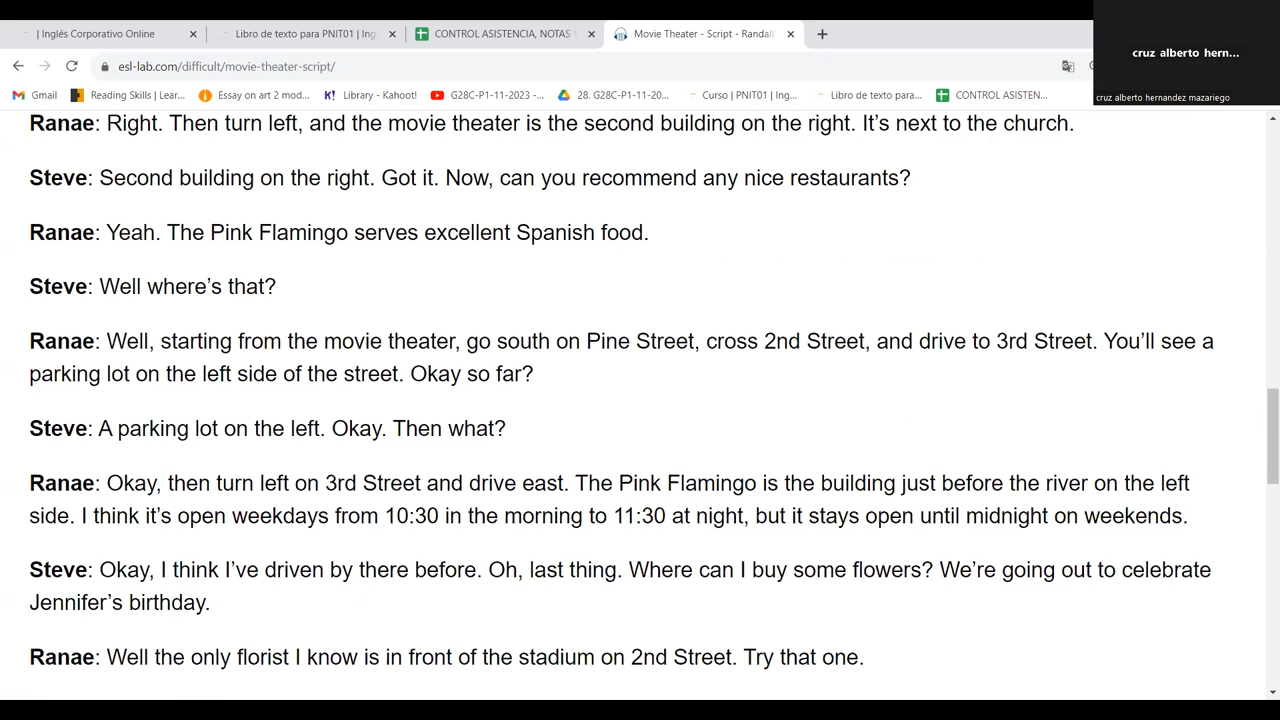 | Inglés Corporativo Online
Libro de texto para PNIT01 | Ing
CONTROL ASISTENCIA, NOTAS
Movie Theater - Script - Randall
cruz alberto hern...
esl-lab.com/difficult/movie-theater-script/
cruz alberto hernandez mazariego
Gmail
Reading Skills | Lear...
Essay on art 2 mod...
Library - Kahoot!
G28C-P1-11-2023 -...
28. G28C-P1-11-20...
Curso | PNIT01 | Ing...
Libro de texto para...
CONTROL ASISTEN...
Ranae: Right. Then turn left, and the movie theater is the second building on the right. It’s next to the church.
Steve: Second building on the right. Got it. Now, can you recommend any nice restaurants?
Ranae: Yeah. The Pink Flamingo serves excellent Spanish food.
Steve: Well where’s that?
Ranae: Well, starting from the movie theater, go south on Pine Street, cross 2nd Street, and drive to 3rd Street. You’ll see a
parking lot on the left side of the street. Okay so far?
Steve: A parking lot on the left. Okay. Then what?
Ranae: Okay, then turn left on 3rd Street and drive east. The Pink Flamingo is the building just before the river on the left
side. I think it’s open weekdays from 10:30 in the morning to 11:30 at night, but it stays open until midnight on weekends.
Steve: Okay, I think I’ve driven by there before. Oh, last thing. Where can I buy some flowers? We’re going out to celebrate
Jennifer’s birthday.
Ranae: Well the only florist I know is in front of the stadium on 2nd Street. Try that one.